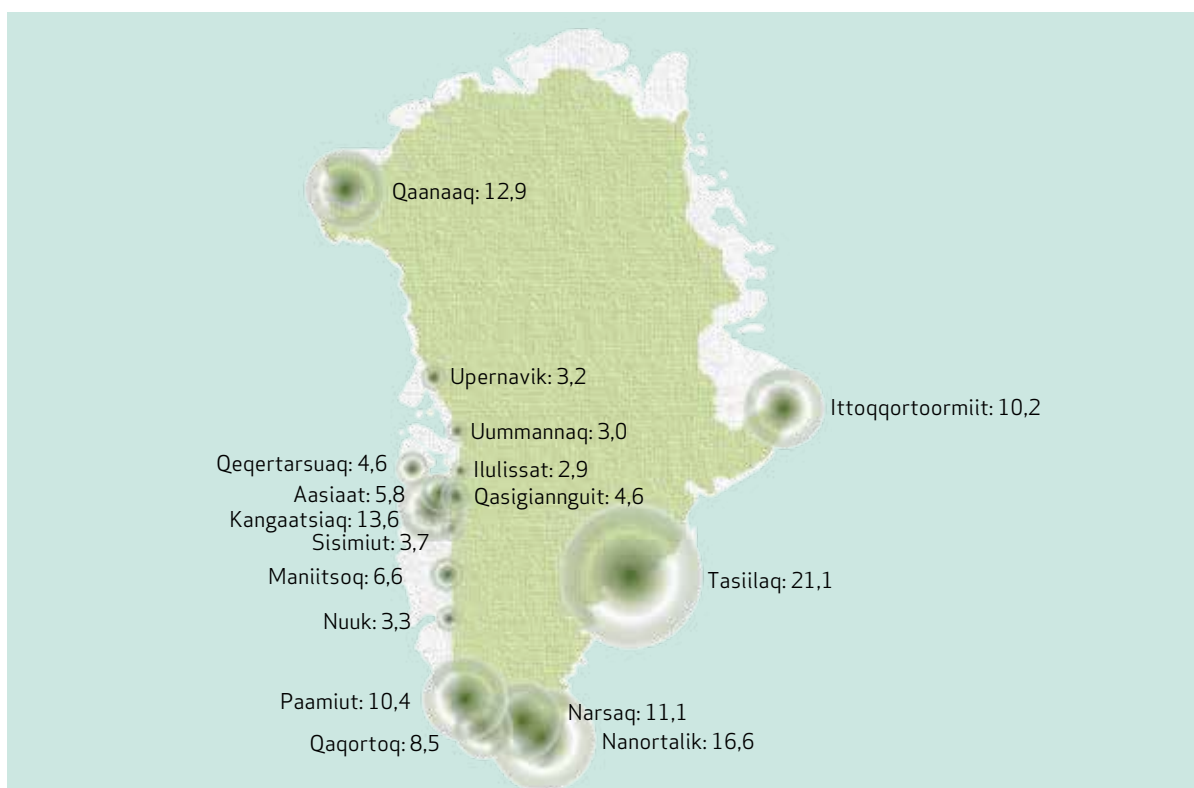 Qaanaaq: 12,9
Upernavik: 3,2
Ittoqqortoormiit: 10,2
Uummannaq: 3,0
Qeqertarsuaq: 4,6
Ilulissat: 2,9
Aasiaat: 5,8
Qasigiannguit: 4,6
Kangaatsiaq: 13,6
Sisimiut: 3,7
Maniitsoq: 6,6
Tasiilaq: 21,1
Nuuk: 3,3
Paamiut: 10,4
Narsaq: 11,1
Qaqortoq: 8,5
Nanortalik: 16,6